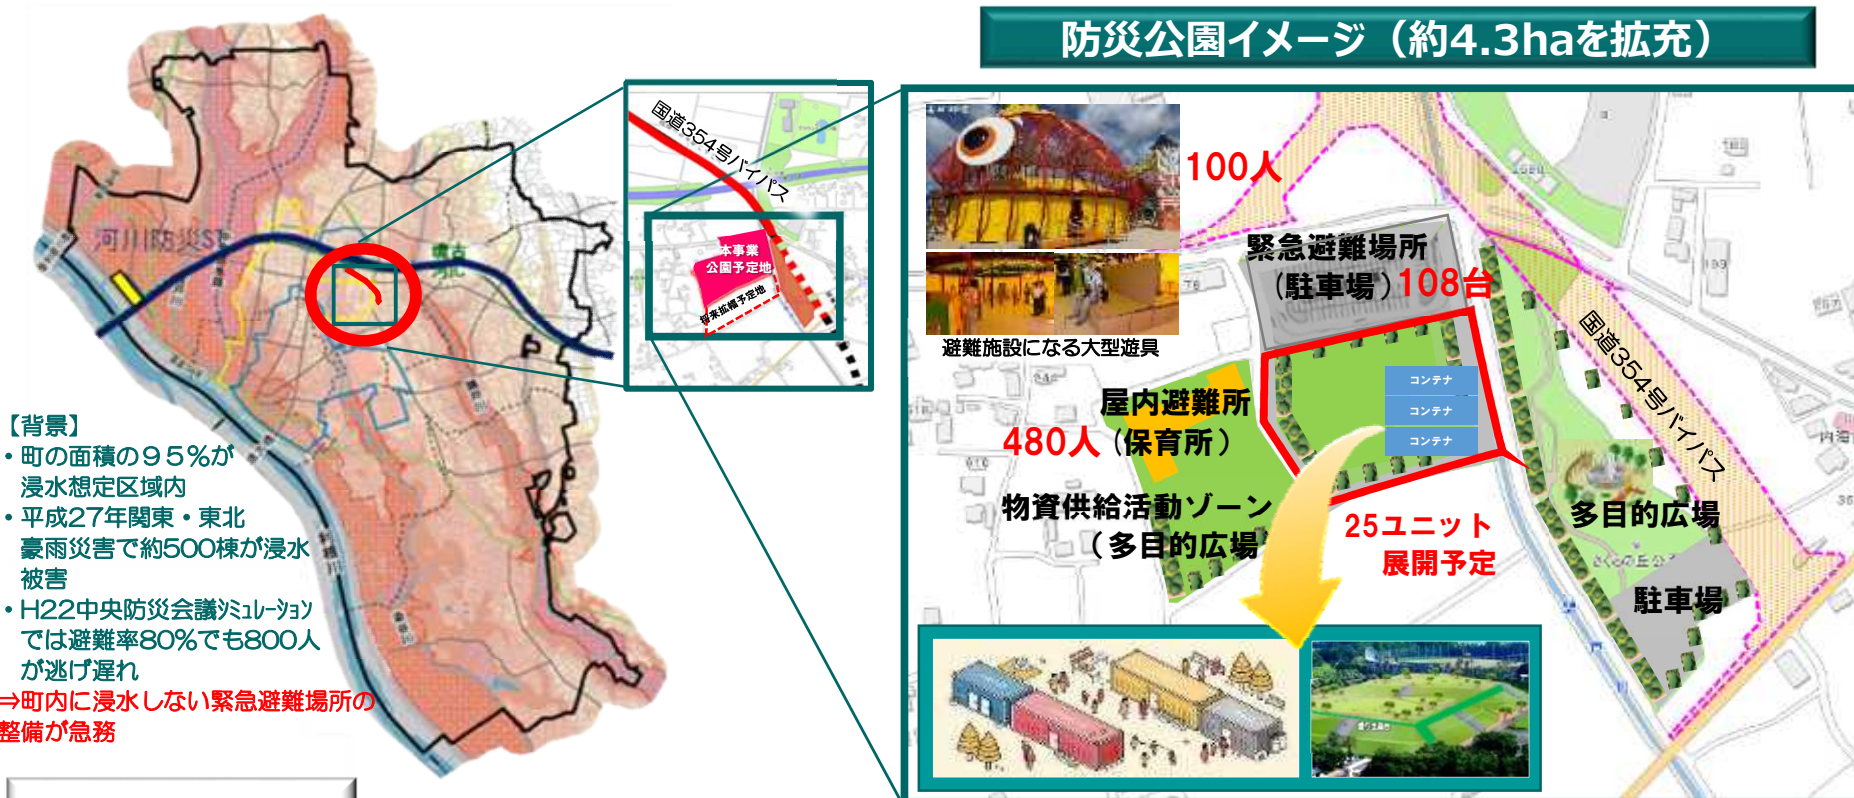 防災公園イメージ（約4.3haを拡充）
国道354号バイパス
本事業
公園予定地
将来拡幅予定地
河川防災ST
100人
避難施設になる大型遊具
緊急避難場所
（駐車場）108台
国道354号バイパス
コンテナ
コンテナ
コンテナ
屋内避難所
480人（保育所）
物資供給活動ゾーン
（多目的広場
25ユニット
展開予定
多目的広場
駐車場
【背景】
・町の面積の95％が
浸水想定区域内
・平成27年関東・東北
豪雨災害で約500棟が浸水
被害
・H22中央防災会議ｼﾐｭﾚｰｼｮﾝ
では避難率80%でも800人
が逃げ遅れ
⇒町内に浸水しない緊急避難場所の
整備が急務